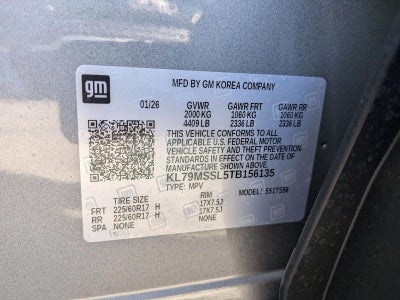 gm
MFD BY GM KOREA COMPANY
01/26 GVWR GAWR FRT GAWR RR
2000 KG 1060 KG 1060 KG
4409 LB 2336 LB 2336 LB
THIS VEHICLE CONFORMS TO ALL
APPLICABLE U.S. FEDERAL MOTOR
VEHICLE SAFETY AND THEFT PREVENTION
STANDARDS IN EFFECT ON THE DATE OF
MANUFACTURE SHOWN ABOVE.
KL79MSSL5TB156135
TYPE: MPV MODEL: 551TS56
TIRE SIZE RIM
FRT 225/60R17 H 17X7.5J
RR 225/60R17 H 17X7.5J
SPA NONE NONE